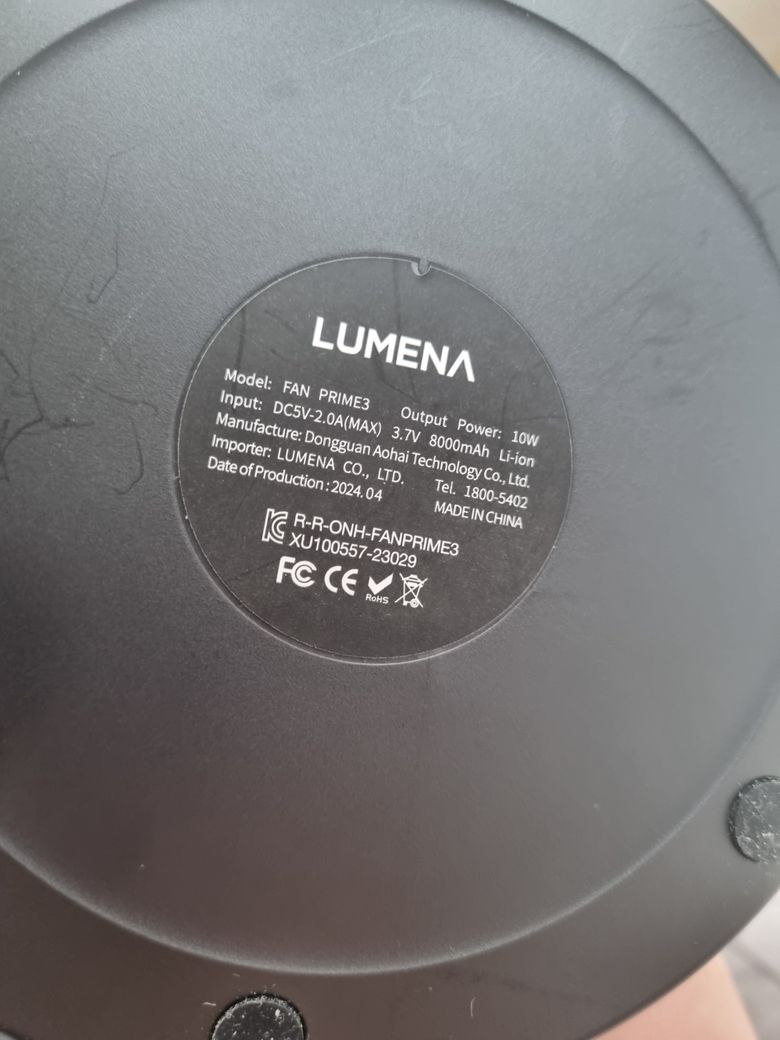 LUMENA
Model: FAN PRIME3 Output Power: 10W
Input: DC5V-2.0A(MAX) 3.7V 8000mAh Li-ion
Manufacture: Dongguan Aohai Technology Co., Ltd.
Importer: LUMENA CO., LTD. Tel. 1800-5402
Date of Production : 2024. 04 MADE IN CHINA
R-R-ONH-FANPRIME3
XU100557-23029
FC CE RoHS